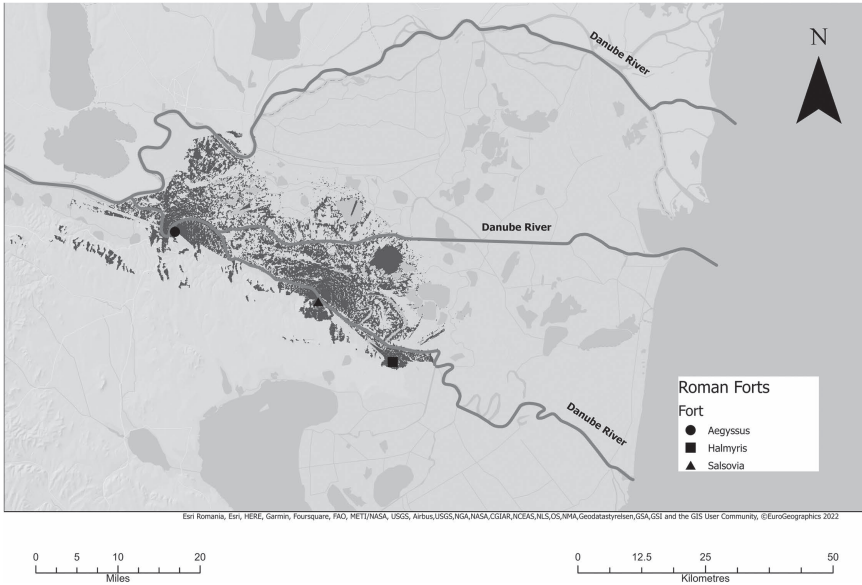 Danube River
N
Danube River
Danube River
Roman Forts
Fort
Aegyssus
Halmyris
Salsovia
Esri Romania, Esri, HERE, Garmin, Foursquare, FAO, METI/NASA, USGS, Airbus,USGS,NGA,NASA,CGIAR,NCEAS,NLS,OS,NMA,Geodatastyrelsen,GSA,GSI and the GIS User Community, ©EuroGeographics 2022
0 5 10 20
Miles
0 12.5 25 50
Kilometres